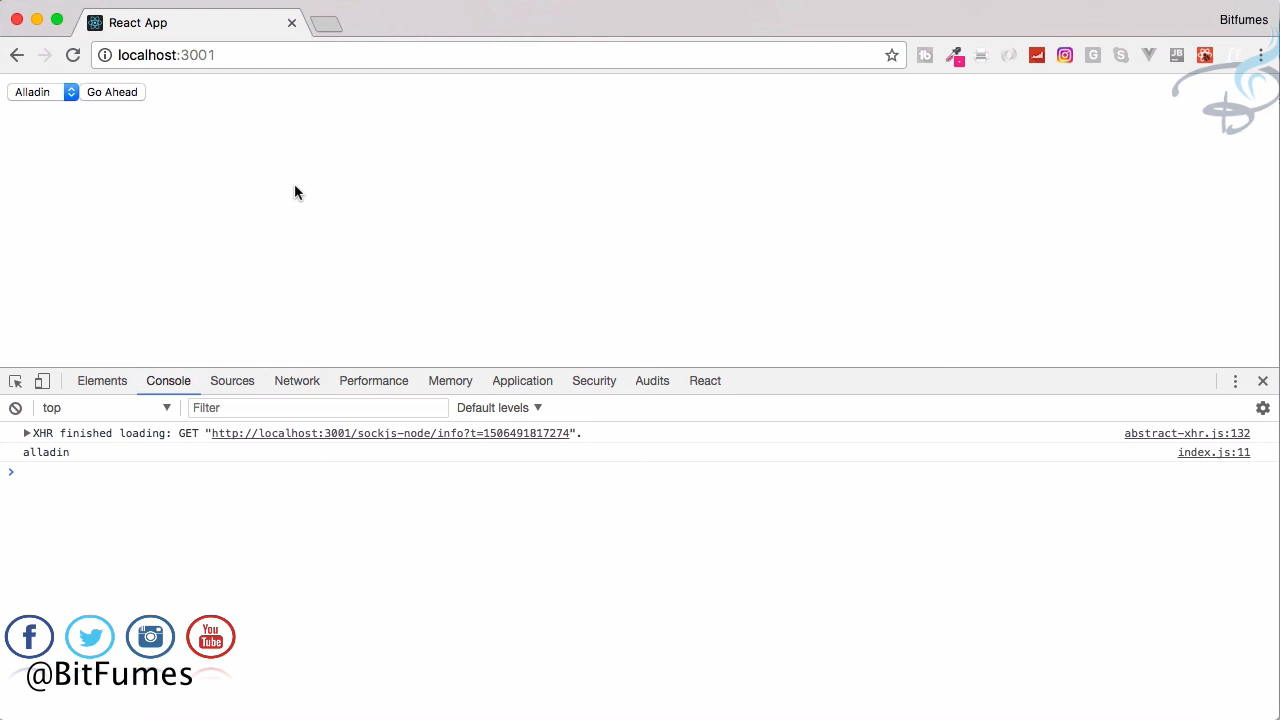 React App
Bitfumes
localhost:3001
Alladin
Go Ahead
Elements Console Sources Network Performance Memory Application Security Audits React
top
Filter
Default levels
XHR finished loading: GET "http://localhost:3001/sockjs-node/info?t=1506491817274".
abstract-xhr.js:132
alladin
index.js:11
You Tube
@BitFumes